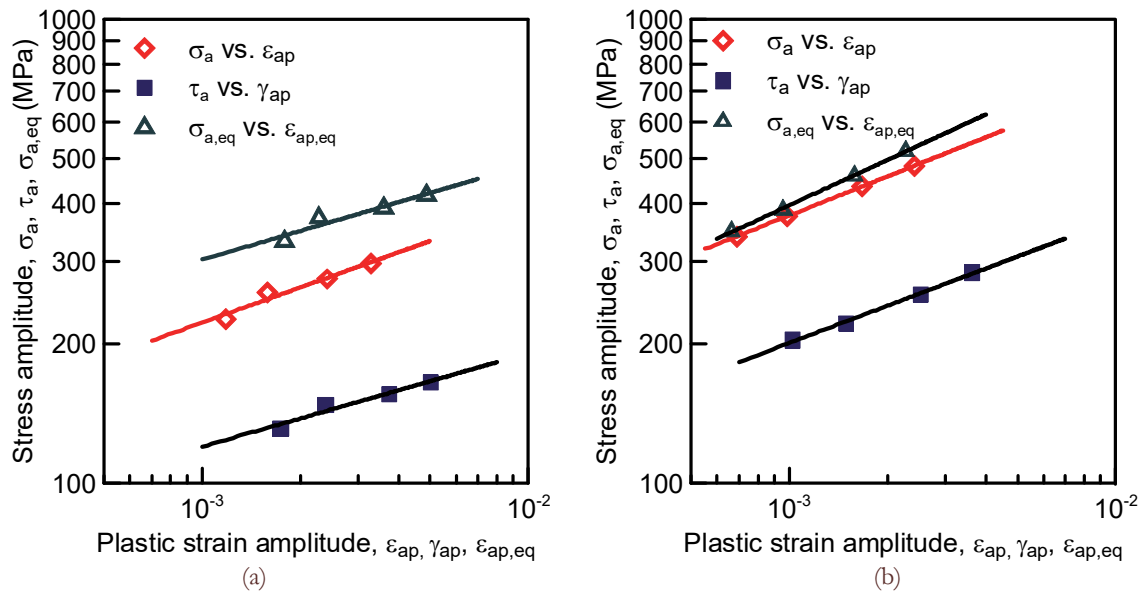 1000
900
800
700
600
500
400
300
200
100
Stress amplitude, σa, τa, σa,eq (MPa)
σa vs. εap
τa vs. γap
σa,eq vs. εap,eq
10-3
10-2
Plastic strain amplitude, εap, γap, εap,eq
(a)
1000
900
800
700
600
500
400
300
200
100
Stress amplitude, σa, τa, σa,eq (MPa)
σa vs. εap
τa vs. γap
σa,eq vs. εap,eq
10-3
10-2
Plastic strain amplitude, εap, γap, εap,eq
(b)